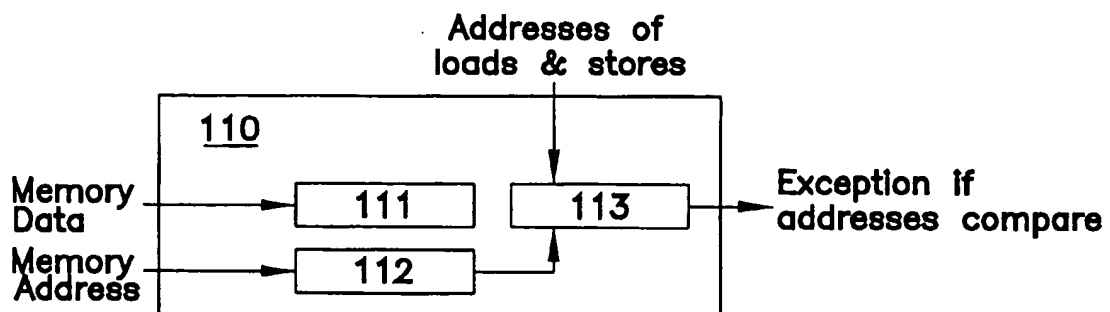 Addresses of
loads & stores
110
Memory
Data
111
113
Exception if
addresses compare
Memory
Address
112